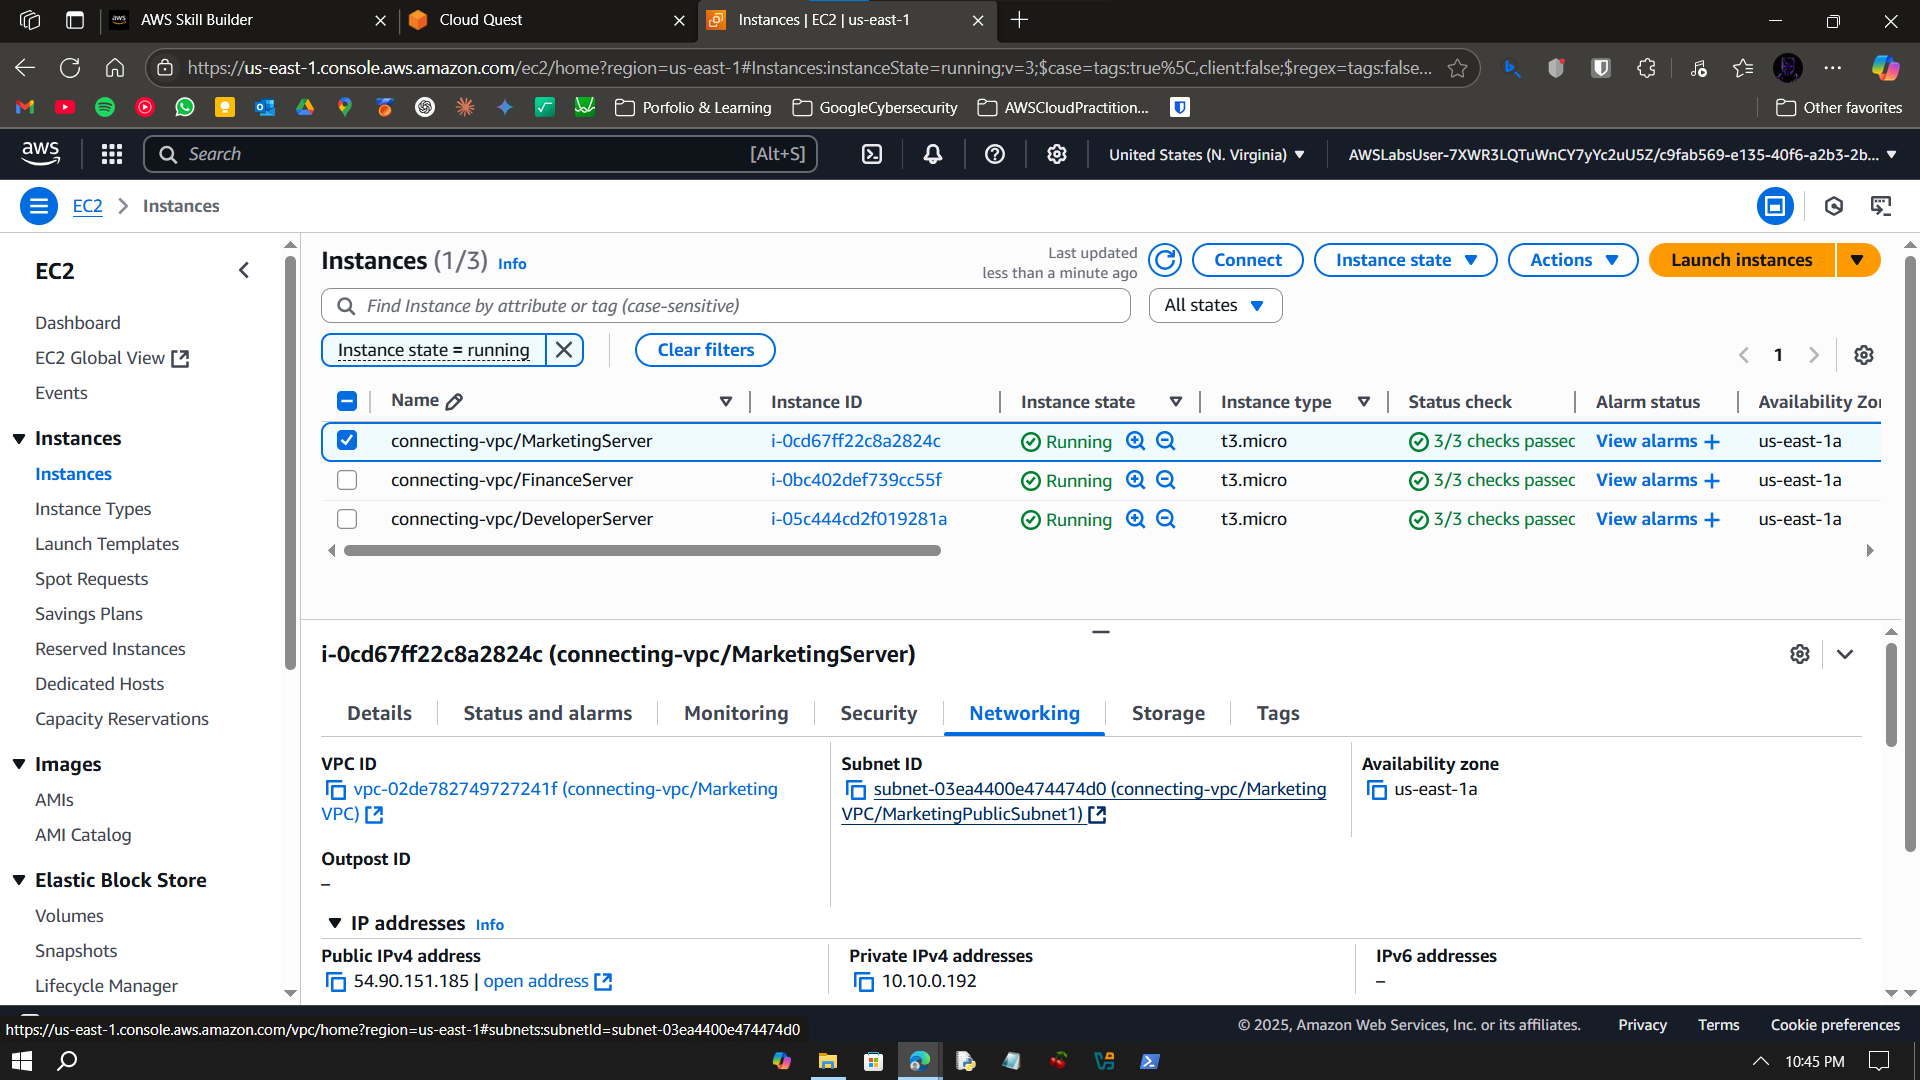 AWS Skill Builder
Cloud Quest
Instances | EC2 | us-east-1
https://us-east-1.console.aws.amazon.com/ec2/home?region=us-east-1#Instances:instanceState=running;v=3;$case=tags:true%5C,client:false;$regex=tags:false...
Porfolio & Learning
GoogleCybersecurity
AWSCloudPractition...
Other favorites
aws
Search
[Alt+S]
United States (N. Virginia)
AWSLabsUser-7XWR3LQTuWnCY7yYc2uU5Z/c9fab569-e135-40f6-a2b3-2b...
EC2
Instances
EC2
Dashboard
EC2 Global View
Events
Instances
Instances
Instance Types
Launch Templates
Spot Requests
Savings Plans
Reserved Instances
Dedicated Hosts
Capacity Reservations
Images
AMIs
AMI Catalog
Elastic Block Store
Volumes
Snapshots
Lifecycle Manager
Instances (1/3) Info
Last updated
less than a minute ago
Connect
Instance state
Actions
Launch instances
Find Instance by attribute or tag (case-sensitive)
All states
Instance state = running
Clear filters
1
Name Instance ID Instance state Instance type Status check Alarm status Availability Zo
connecting-vpc/MarketingServer i-0cd67ff22c8a2824c Running t3.micro 3/3 checks passed View alarms + us-east-1a
connecting-vpc/FinanceServer i-0bc402def739cc55f Running t3.micro 3/3 checks passed View alarms + us-east-1a
connecting-vpc/DeveloperServer i-05c444cd2f019281a Running t3.micro 3/3 checks passed View alarms + us-east-1a
i-0cd67ff22c8a2824c (connecting-vpc/MarketingServer)
Details
Status and alarms
Monitoring
Security
Networking
Storage
Tags
VPC ID
vpc-02de782749727241f (connecting-vpc/Marketing
VPC)
Subnet ID
subnet-03ea4400e474474d0 (connecting-vpc/Marketing
VPC/MarketingPublicSubnet1)
Availability zone
us-east-1a
Outpost ID
–
IP addresses Info
Public IPv4 address
54.90.151.185 | open address
Private IPv4 addresses
10.10.0.192
IPv6 addresses
–
https://us-east-1.console.aws.amazon.com/vpc/home?region=us-east-1#subnets:subnetId=subnet-03ea4400e474474d0
© 2025, Amazon Web Services, Inc. or its affiliates.
Privacy
Terms
Cookie preferences
10:45 PM